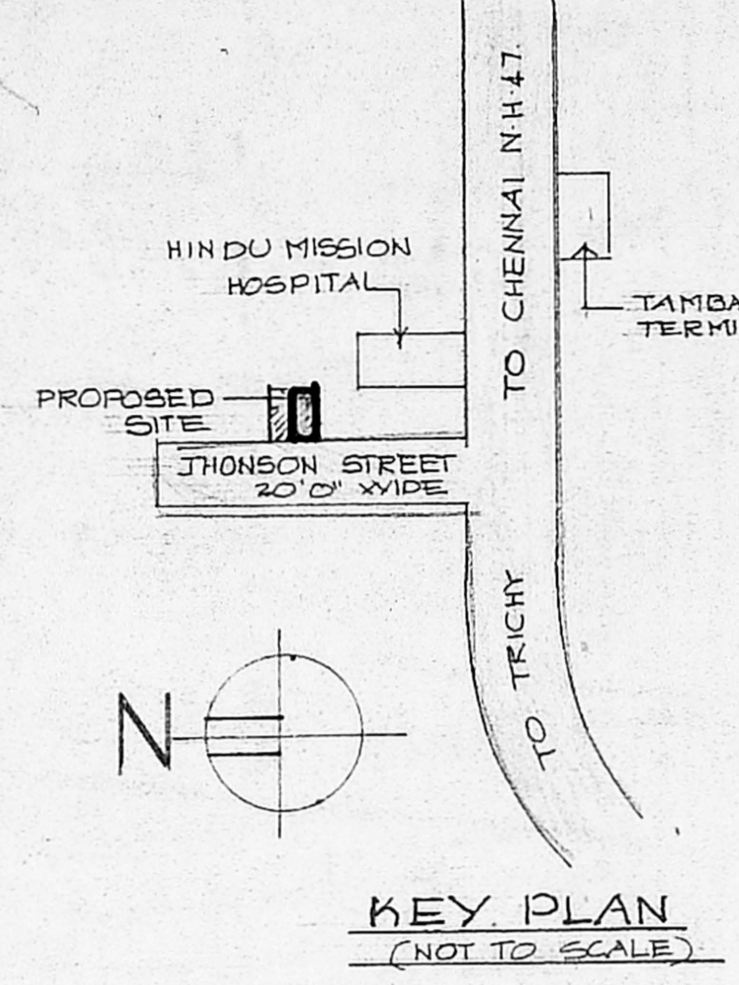 TO CHENNAI N.H.47.
HINDU MISSION
HOSPITAL
PROPOSED
SITE
JHONSON STREET
20'0" WIDE
TO TRICHY
N
KEY PLAN
(NOT TO SCALE)